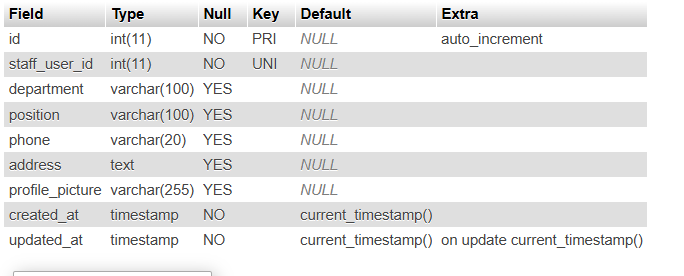 Field Type Null Key Default Extra
id int(11) NO PRI NULL auto_increment
staff_user_id int(11) NO UNI NULL
department varchar(100) YES NULL
position varchar(100) YES NULL
phone varchar(20) YES NULL
address text YES NULL
profile_picture varchar(255) YES NULL
created_at timestamp NO current_timestamp()
updated_at timestamp NO current_timestamp() on update current_timestamp()